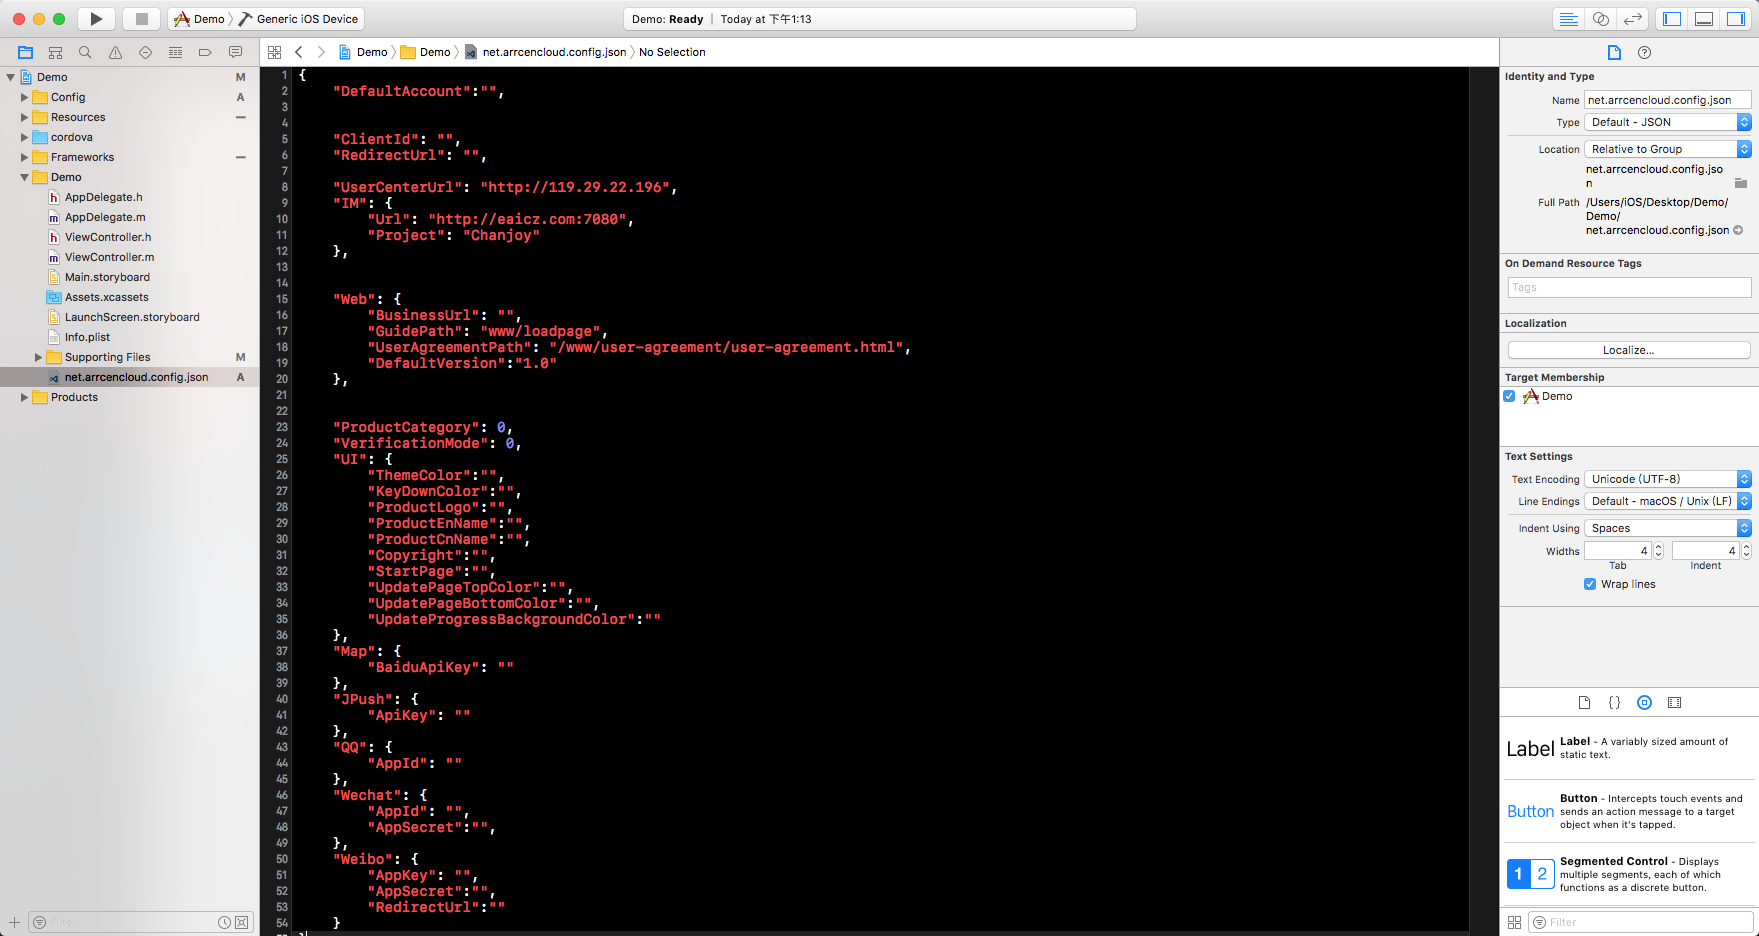 Demo 〉 Generic iOS Device
Demo: Ready | Today at 下午1:13
Demo 〉 Demo 〉 net.arrcencloud.config.json 〉 No Selection
Demo M
Config A
Resources
cordova
Frameworks
Demo
AppDelegate.h
AppDelegate.m
ViewController.h
ViewController.m
Main.storyboard
Assets.xcassets
LaunchScreen.storyboard
Info.plist
Supporting Files M
net.arrcencloud.config.json A
Products
Filter
1 {
2 "DefaultAccount":"",
3
4
5 "ClientId": "",
6 "RedirectUrl": "",
7
8 "UserCenterUrl": "http://119.29.22.196",
9 "IM": {
10 "Url": "http://eaicz.com:7080",
11 "Project": "Chanjoy"
12 },
13
14
15 "Web": {
16 "BusinessUrl": "",
17 "GuidePath": "www/loadpage",
18 "UserAgreementPath": "/www/user-agreement/user-agreement.html",
19 "DefaultVersion":"1.0"
20 },
21
22
23 "ProductCategory": 0,
24 "VerificationMode": 0,
25 "UI": {
26 "ThemeColor":"",
27 "KeyDownColor":"",
28 "ProductLogo":"",
29 "ProductEnName":"",
30 "ProductCnName":"",
31 "Copyright":"",
32 "StartPage":"",
33 "UpdatePageTopColor":"",
34 "UpdatePageBottomColor":"",
35 "UpdateProgressBackgroundColor":""
36 },
37 "Map": {
38 "BaiduApiKey": ""
39 },
40 "JPush": {
41 "ApiKey": ""
42 },
43 "QQ": {
44 "AppId": ""
45 },
46 "Wechat": {
47 "AppId": "",
48 "AppSecret":"",
49 },
50 "Weibo": {
51 "AppKey": "",
52 "AppSecret":"",
53 "RedirectUrl":""
54 }
Identity and Type
Name net.arrcencloud.config.json
Type Default - JSON
Location Relative to Group
net.arrcencloud.config.jso
n
Full Path /Users/iOS/Desktop/Demo/
Demo/
net.arrcencloud.config.json
On Demand Resource Tags
Tags
Localization
Localize...
Target Membership
Demo
Text Settings
Text Encoding Unicode (UTF-8)
Line Endings Default - macOS / Unix (LF)
Indent Using Spaces
Widths 4 4
Tab Indent
Wrap lines
Label Label - A variably sized amount of
static text.
Button Button - Intercepts touch events and
sends an action message to a target
object when it's tapped.
1 2 Segmented Control - Displays
multiple segments, each of which
functions as a discrete button.
Filter